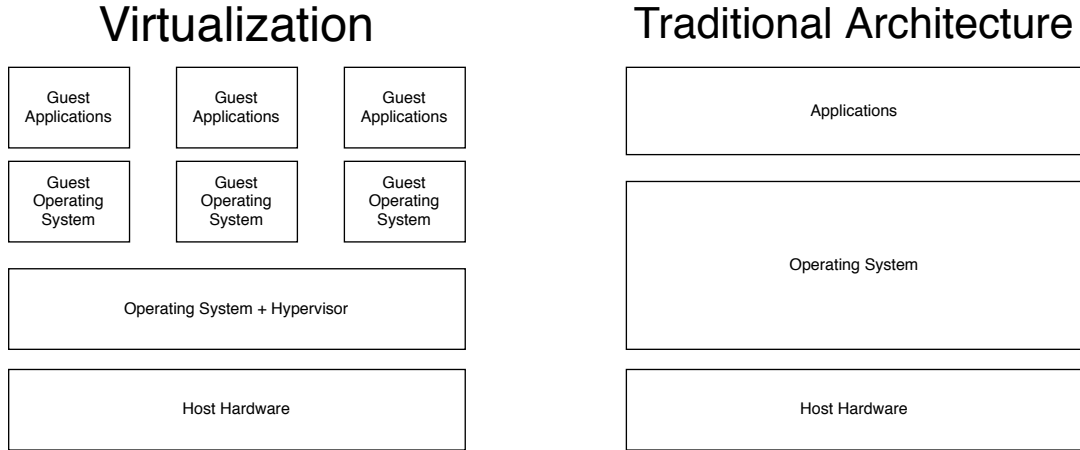 Virtualization
Guest
Applications
Guest
Applications
Guest
Applications
Guest
Operating
System
Guest
Operating
System
Guest
Operating
System
Operating System + Hypervisor
Host Hardware
Traditional Architecture
Applications
Operating System
Host Hardware